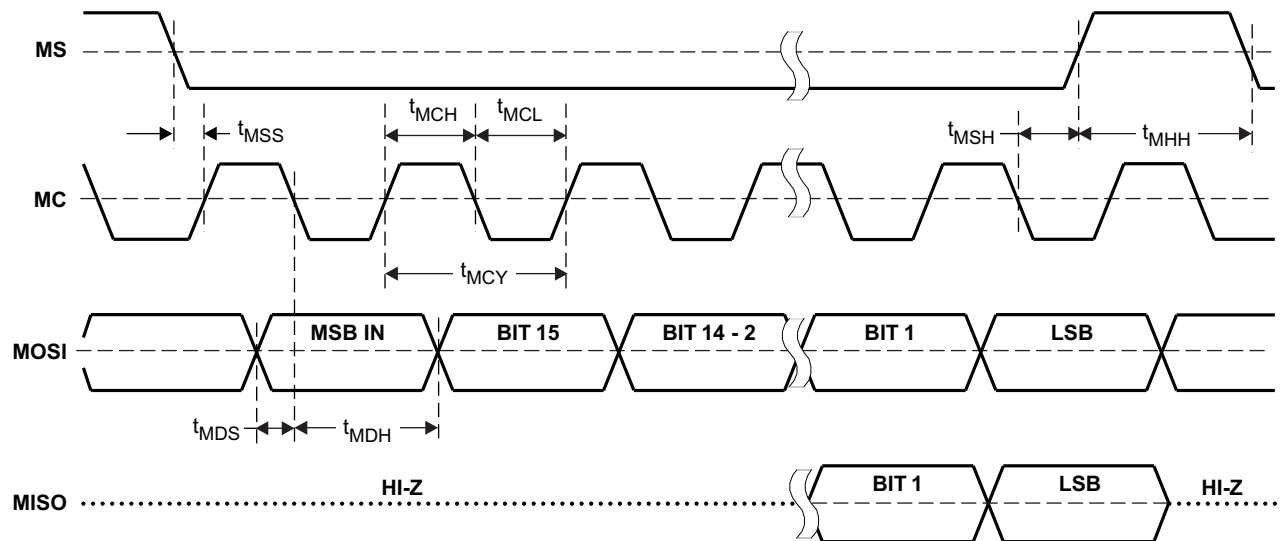 MS
tMSS
tMCH
tMCL
tMSH
tMHH
MC
tMCY
MOSI
MSB IN
BIT 15
BIT 14 - 2
BIT 1
LSB
tMDS
tMDH
MISO
HI-Z
BIT 1
LSB
HI-Z